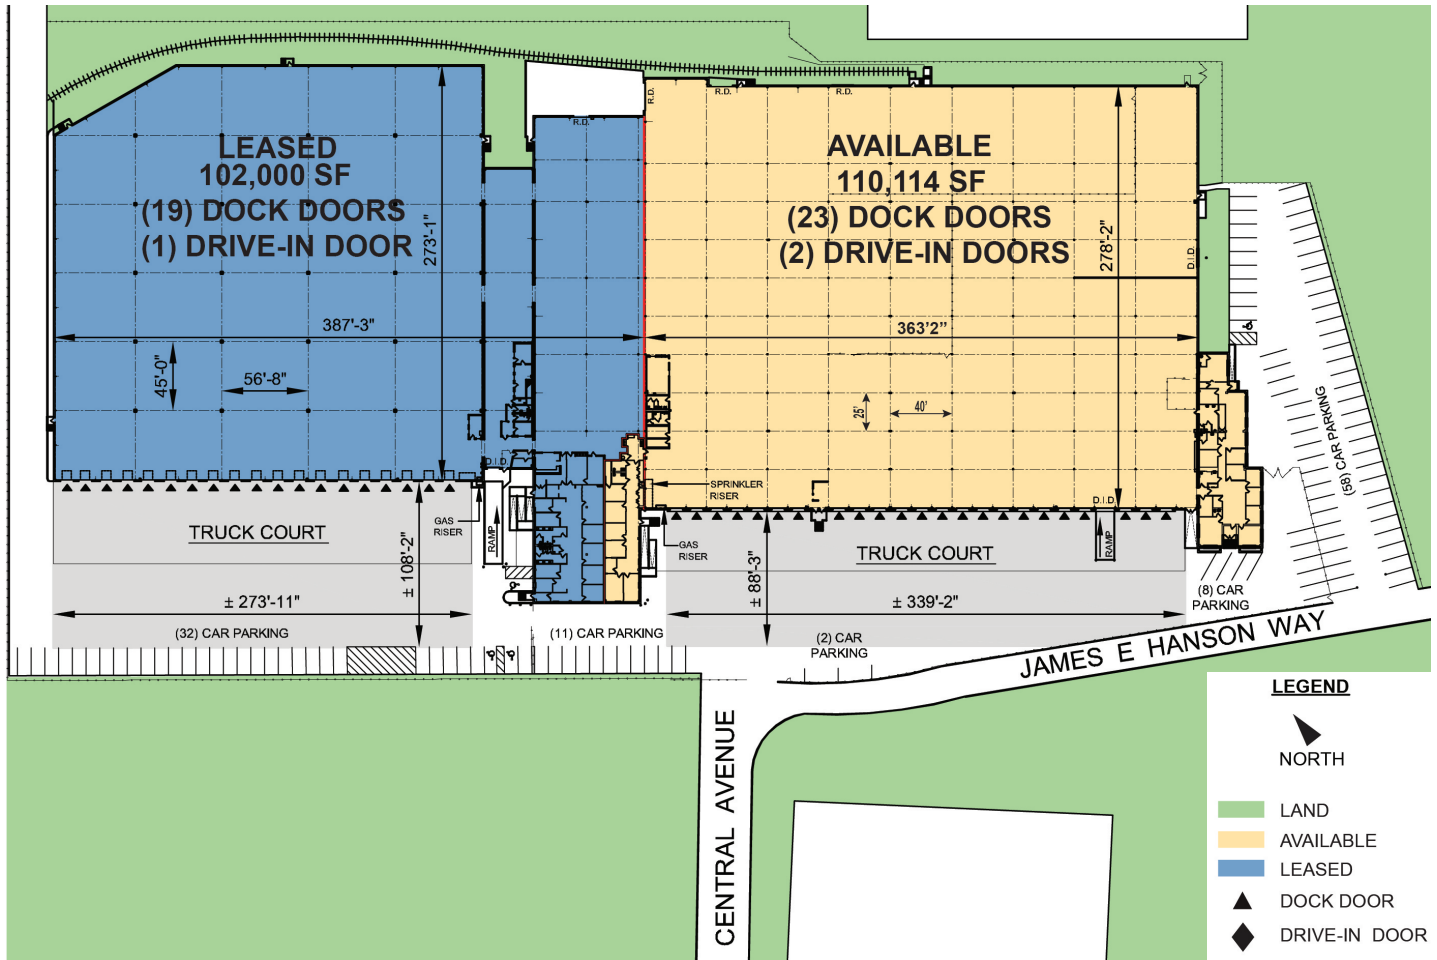 R.D.
R.D.
R.D.
R.D.
LEASED
102,000 SF
(19) DOCK DOORS
(1) DRIVE-IN DOOR
273'-1"
387'-3"
45'-0"
56'-8"
D.I.D.
AVAILABLE
110,114 SF
(23) DOCK DOORS
(2) DRIVE-IN DOORS
278'-2"
D.I.D.
363'2"
25'
40'
SPRINKLER
RISER
D.I.D.
TRUCK COURT
GAS
RISER
RAMP
± 108'-2"
± 273'-11"
(32) CAR PARKING
(11) CAR PARKING
GAS
RISER
TRUCK COURT
± 88'-3"
RAMP
± 339'-2"
(2) CAR
PARKING
(8) CAR
PARKING
(58) CAR PARKING
JAMES E HANSON WAY
CENTRAL AVENUE
LEGEND
NORTH
LAND
AVAILABLE
LEASED
DOCK DOOR
DRIVE-IN DOOR